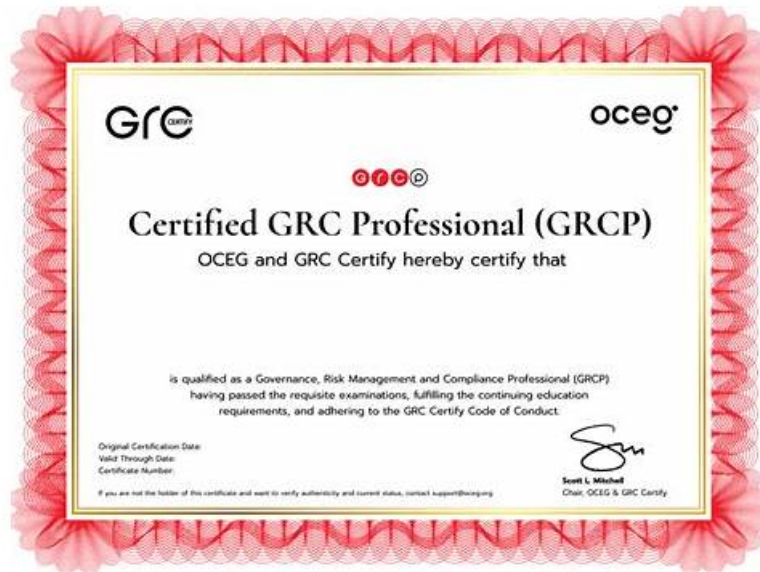 GRC CERTIFY
oceg
GRCP
Certified GRC Professional (GRCP)
OCEG and GRC Certify hereby certify that
is qualified as a Governance, Risk Management and Compliance Professional (GRCP)
having passed the requisite examinations, fulfilling the continuing education
requirements, and adhering to the GRC Certify Code of Conduct.
Original Certification Date:
Valid Through Date:
Certificate Number:
Scott L. Mitchell
Chair, OCEG & GRC Certify
If you are not the holder of this certificate and want to verify authenticity and current status, contact support@oceg.org